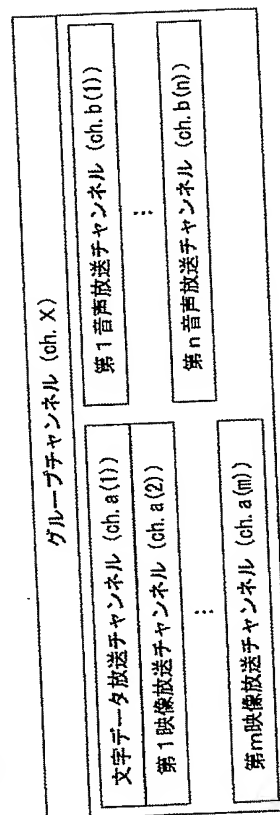 グループチャンネル (ch. X)
文字データ放送チャンネル (ch. a(1))
第1映像放送チャンネル (ch. a(2))
⋮
第m映像放送チャンネル (ch. a(m))
第1音声放送チャンネル (ch. b(1))
⋮
第n音声放送チャンネル (ch. b(n))